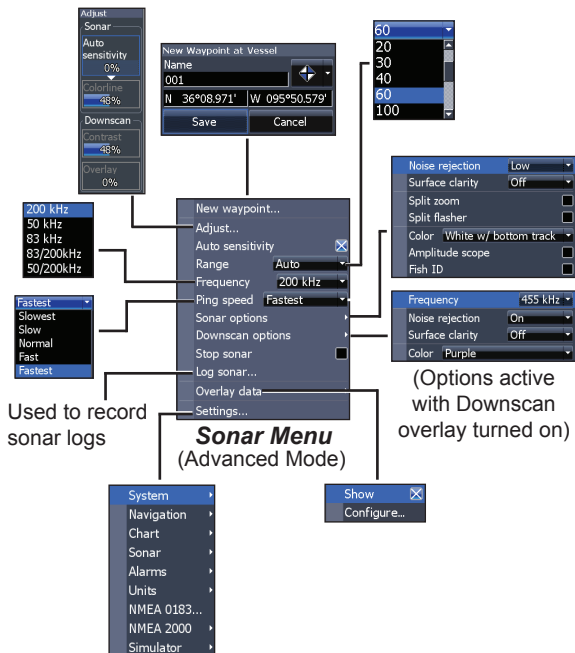 Adjust
Sonar
Auto
sensitivity
0%
Colorline
48%
Downscan
Contrast
48%
Overlay
0%
New Waypoint at Vessel
Name
001
N 36°08.971' W 095°50.579'
Save Cancel
60
20
30
40
60
100
200 kHz
50 kHz
83 kHz
83/200kHz
50/200kHz
Fastest
Slowest
Slow
Normal
Fast
Fastest
Used to record
sonar logs
New waypoint...
Adjust...
Auto sensitivity
Range Auto
Frequency 200 kHz
Ping speed Fastest
Sonar options
Downscan options
Stop sonar
Log sonar...
Overlay data
Settings...
Sonar Menu
(Advanced Mode)
Noise rejection Low
Surface clarity Off
Split zoom
Split flasher
Color White w/ bottom track
Amplitude scope
Fish ID
Frequency 455 kHz
Noise rejection On
Surface clarity Off
Color Purple
(Options active
with Downscan
overlay turned on)
System
Navigation
Chart
Sonar
Alarms
Units
NMEA 0183...
NMEA 2000
Simulator
Show
Configure...